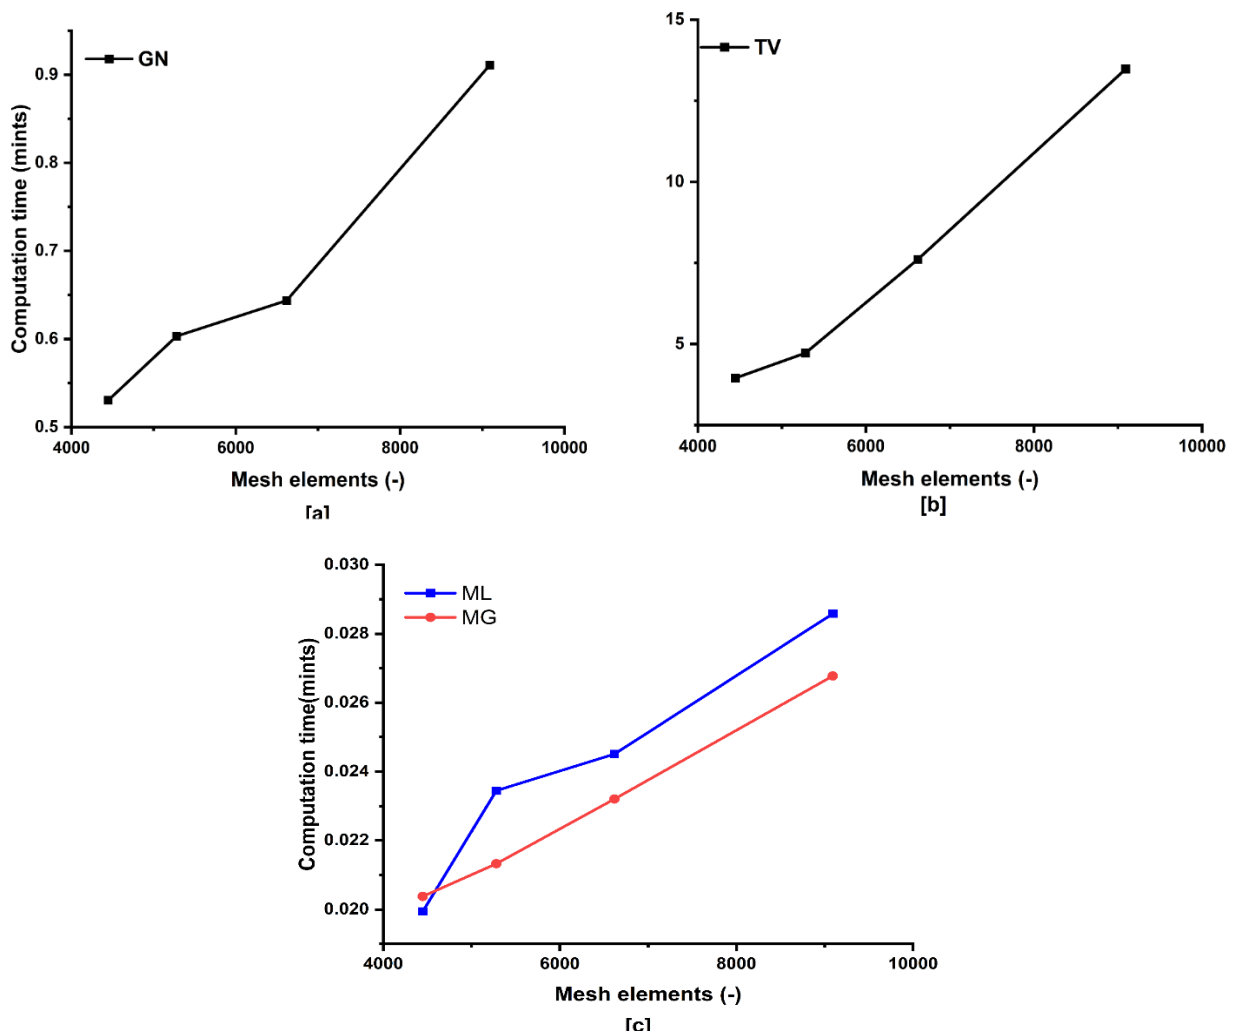 GN
0.9
0.8
0.7
0.6
0.5
Computation time (mints)
4000 6000 8000 10000
Mesh elements (-)
[a]
TV
15
10
5
4000 6000 8000 10000
Mesh elements (-)
[b]
ML
MG
0.030
0.028
0.026
0.024
0.022
0.020
Computation time(mints)
4000 6000 8000 10000
Mesh elements (-)
[c]